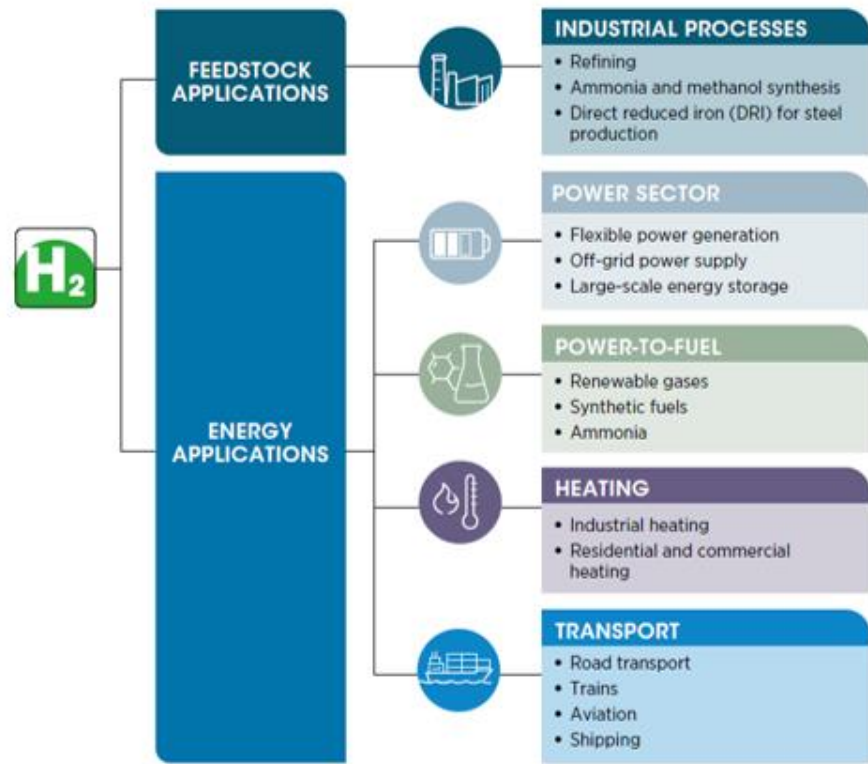 H2
FEEDSTOCK
APPLICATIONS
INDUSTRIAL PROCESSES
• Refining
• Ammonia and methanol synthesis
• Direct reduced iron (DRI) for steel
production
ENERGY
APPLICATIONS
POWER SECTOR
• Flexible power generation
• Off-grid power supply
• Large-scale energy storage
POWER-TO-FUEL
• Renewable gases
• Synthetic fuels
• Ammonia
HEATING
• Industrial heating
• Residential and commercial
heating
TRANSPORT
• Road transport
• Trains
• Aviation
• Shipping